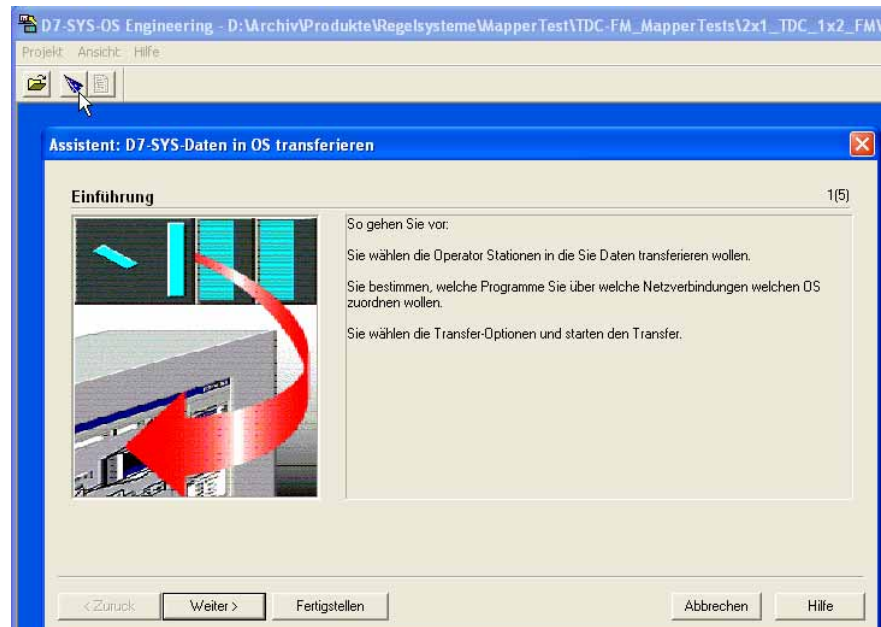 D7-SYS-OS Engineering - D:\Archiv\Produkte\Regelsysteme\MapperTest\TDC-FM_MapperTests\2x1_TDC_1x2_FM\
Projekt Ansicht Hilfe
Assistent: D7-SYS-Daten in OS transferieren
Einführung 1(5)
So gehen Sie vor:
Sie wählen die Operator Stationen in die Sie Daten transferieren wollen.
Sie bestimmen, welche Programme Sie über welche Netzverbindungen welchen OS
zuordnen wollen.
Sie wählen die Transfer-Optionen und starten den Transfer.
< Zurück Weiter > Fertigstellen Abbrechen Hilfe